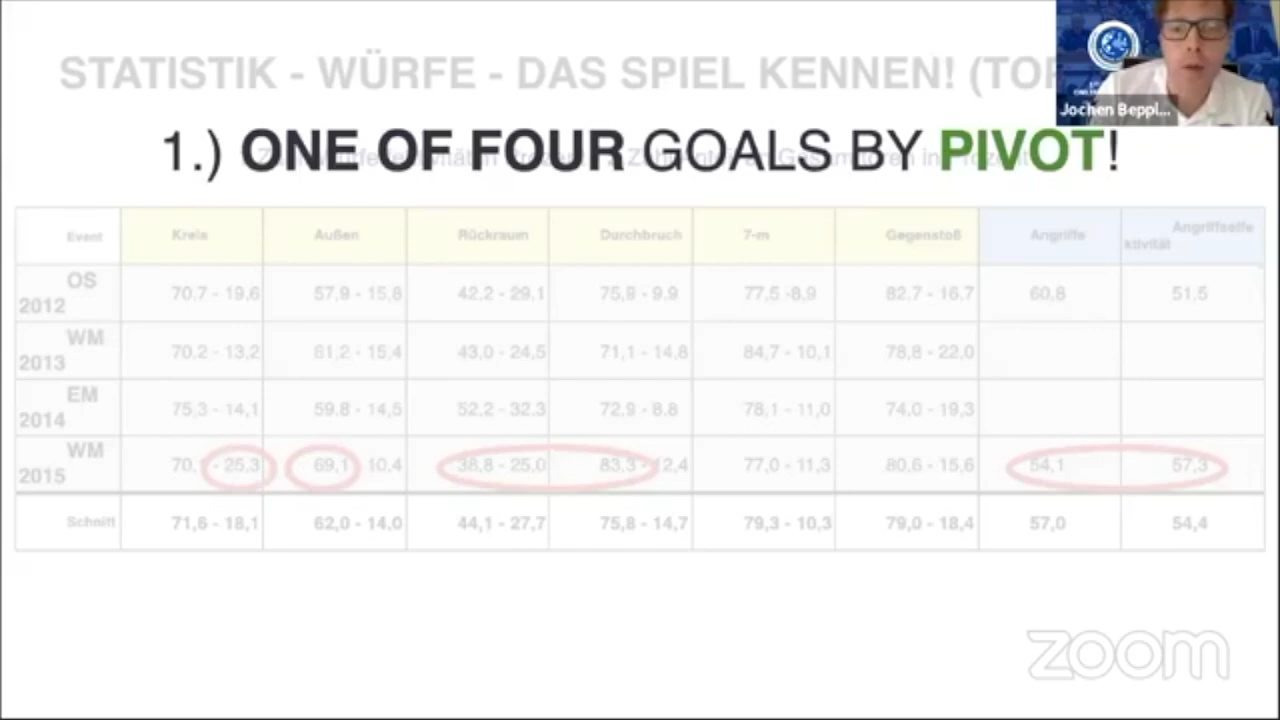 STATISTIK - WÜRFE - DAS SPIEL KENNEN! (TOP
Jochen Beppl...
1.) ONE OF FOUR GOALS BY PIVOT!
Event Kreis Außen Rückraum Durchbruch 7-m Gegenstoß Angriffe Angriffseffektivität
OS 2012 70.7 - 19,6 57,9 - 15,8 42.2 - 29,1 75,9 - 9.9 77,5 -8,9 82,7 - 16,7 60,8 51,5
WM 2013 70.2 - 13,2 61,2 - 15,4 43,0 - 24,5 71,1 - 14,8 84,7 - 10,1 78,8 - 22,0
EM 2014 75,3 - 14,1 59,8 - 14,5 52,2 - 32,3 72,9 - 8.8 78,1 - 11,0 74,0 - 19,3
WM 2015 70, - 25,3 69,1 10,4 38,8 - 25,0 83,3 - 12,4 77,0 - 11,3 80,6 - 15,6 54,1 57,3
Schnitt 71,6 - 18,1 62,0 - 14,0 44,1 - 27,7 75,8 - 14,7 79,3 - 10,3 79,0 - 18,4 57,0 54,4
zoom